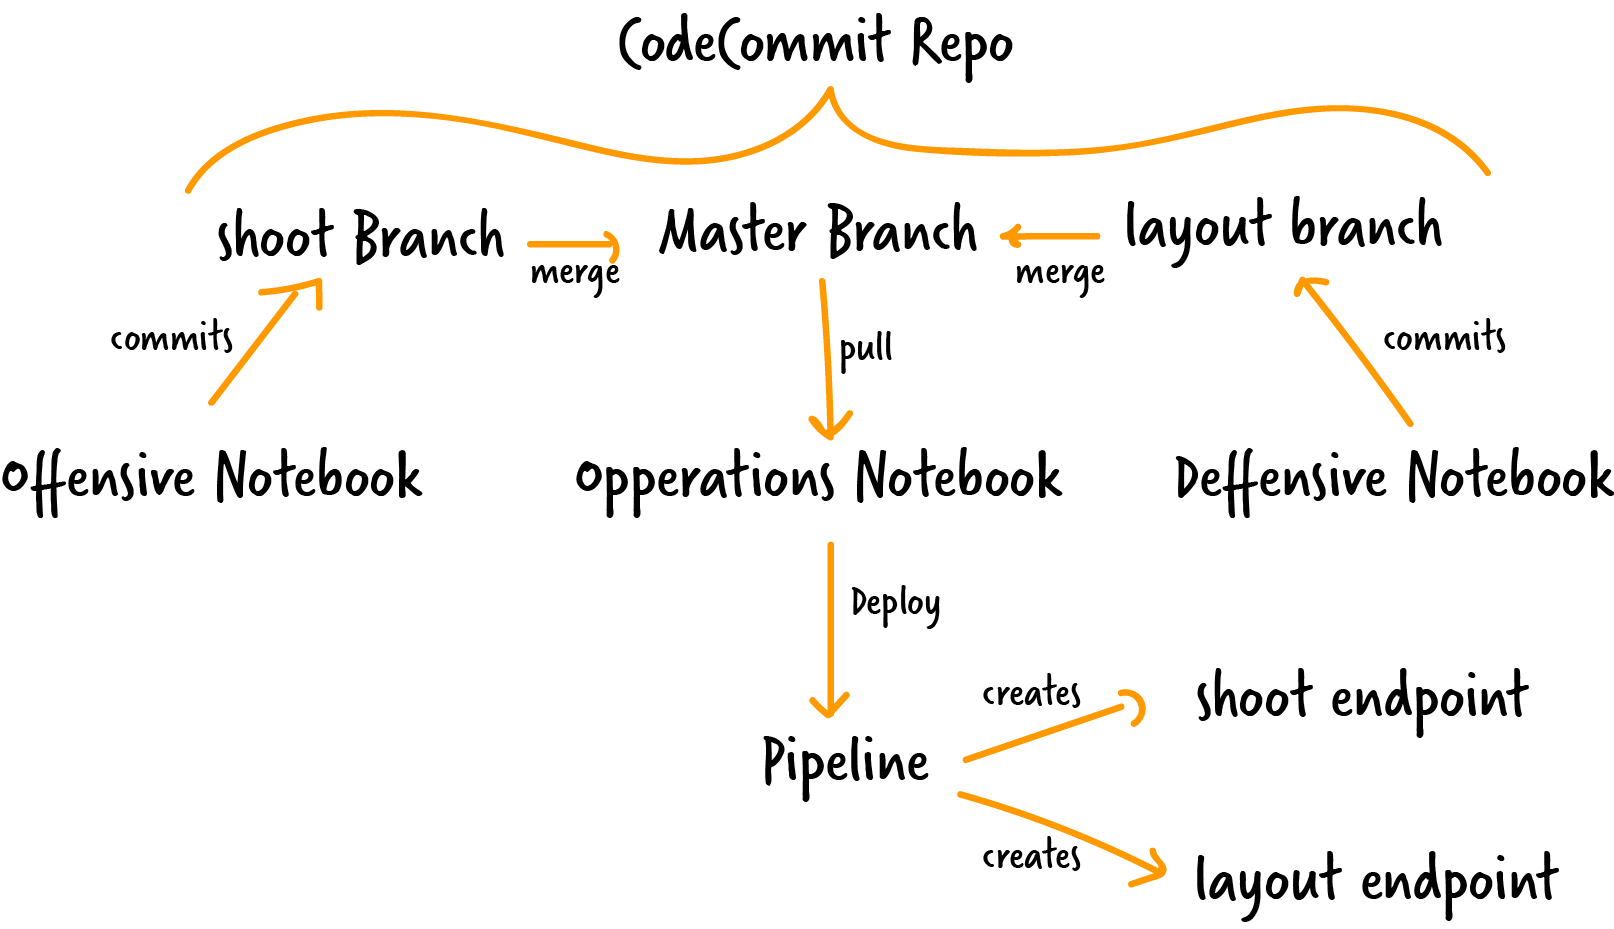 CodeCommit Repo
shoot Branch
merge
Master Branch
merge
layout branch
commits
pull
commits
Offensive Notebook
Opperations Notebook
Deffensive Notebook
Deploy
Pipeline
creates
shoot endpoint
creates
layout endpoint